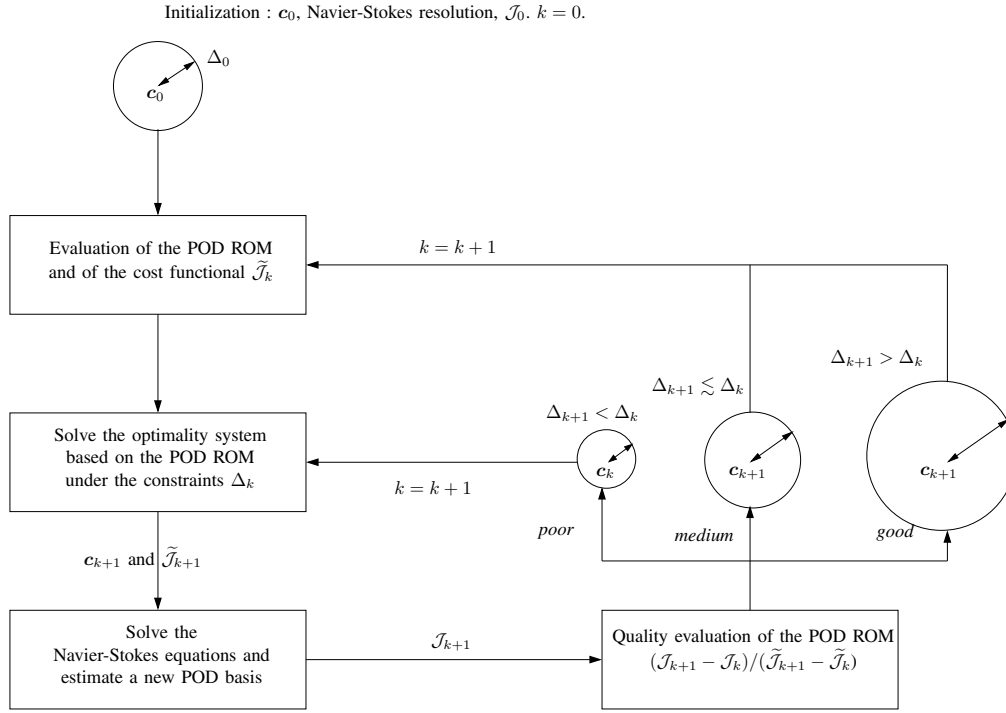 Initialization : c₀, Navier-Stokes resolution, 𝒥₀. k = 0.
Δ₀
c₀
Evaluation of the POD ROM
and of the cost functional 𝒥̃ₖ
k = k + 1
Δₖ₊₁ > Δₖ
Δₖ₊₁ ≲ Δₖ
Δₖ₊₁ < Δₖ
Solve the optimality system
based on the POD ROM
under the constraints Δₖ
cₖ
cₖ₊₁
cₖ₊₁
k = k + 1
poor
medium
good
cₖ₊₁ and 𝒥̃ₖ₊₁
Solve the
Navier-Stokes equations and
estimate a new POD basis
𝒥ₖ₊₁
Quality evaluation of the POD ROM
(𝒥ₖ₊₁ − 𝒥ₖ)/(𝒥̃ₖ₊₁ − 𝒥̃ₖ)